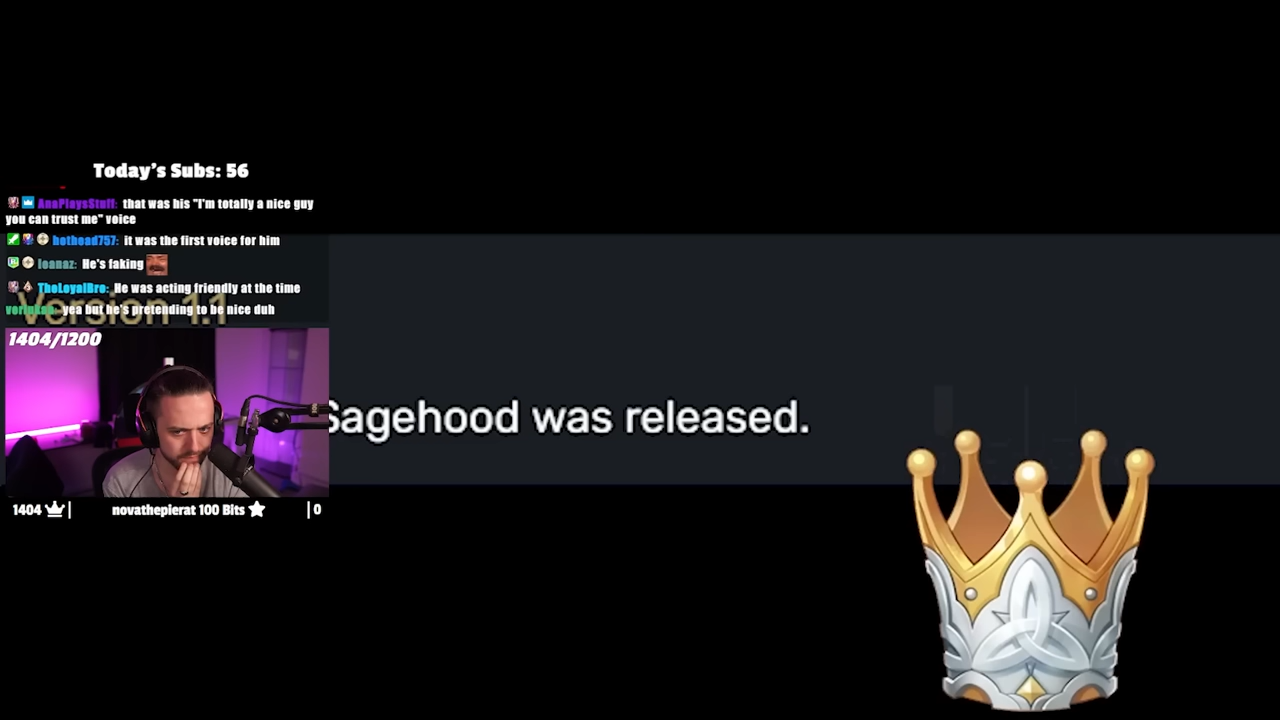 Today's Subs: 56
AnaPlaysStuff: that was his "I'm totally a nice guy
you can trust me" voice
hothead757: it was the first voice for him
ioanaz: He's faking
TheLoyalBro: He was acting friendly at the time
Version 1.1
yea but he's pretending to be nice duh
1404/1200
Sagehood was released.
1404 | novathepierat 100 Bits | 0